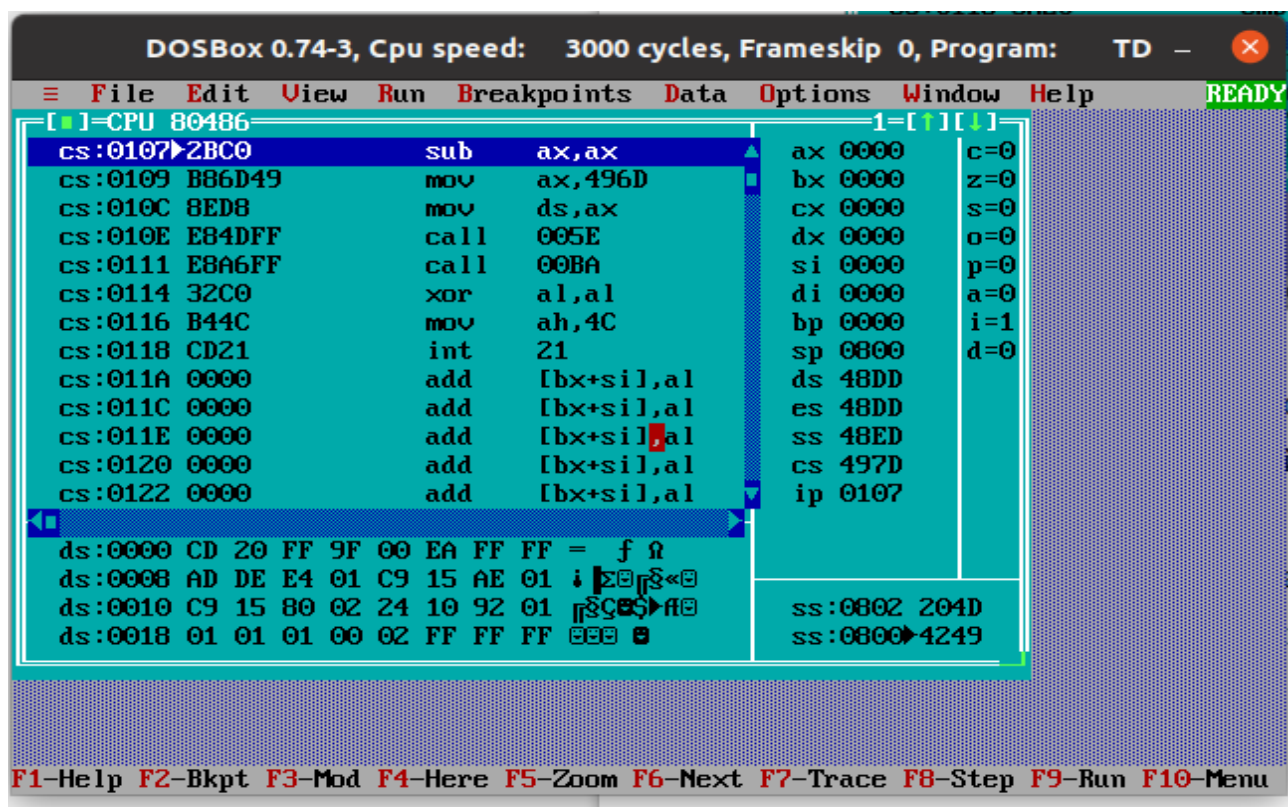 DOSBox 0.74-3, Cpu speed: 3000 cycles, Frameskip 0, Program: TD
≡ File Edit View Run Breakpoints Data Options Window Help READY
[■]=CPU 80486 1=[↑][↓]
cs:0107►2BC0 sub ax,ax ax 0000 c=0
cs:0109 B86D49 mov ax,496D bx 0000 z=0
cs:010C 8ED8 mov ds,ax cx 0000 s=0
cs:010E E84DFF call 005E dx 0000 o=0
cs:0111 E8A6FF call 00BA si 0000 p=0
cs:0114 32C0 xor al,al di 0000 a=0
cs:0116 B44C mov ah,4C bp 0000 i=1
cs:0118 CD21 int 21 sp 0800 d=0
cs:011A 0000 add [bx+si],al ds 48DD
cs:011C 0000 add [bx+si],al es 48DD
cs:011E 0000 add [bx+si],al ss 48ED
cs:0120 0000 add [bx+si],al cs 497D
cs:0122 0000 add [bx+si],al ip 0107
ds:0000 CD 20 FF 9F 00 EA FF FF = ƒ Ω
ds:0008 AD DE E4 01 C9 15 AE 01 ¡▐Σ☺╔§«☺
ds:0010 C9 15 80 02 24 10 92 01 ╔§Ç☻$►Æ☺ ss:0802 204D
ds:0018 01 01 01 00 02 FF FF FF ☺☺☺ ☻ ss:0800►4249
F1-Help F2-Bkpt F3-Mod F4-Here F5-Zoom F6-Next F7-Trace F8-Step F9-Run F10-Menu